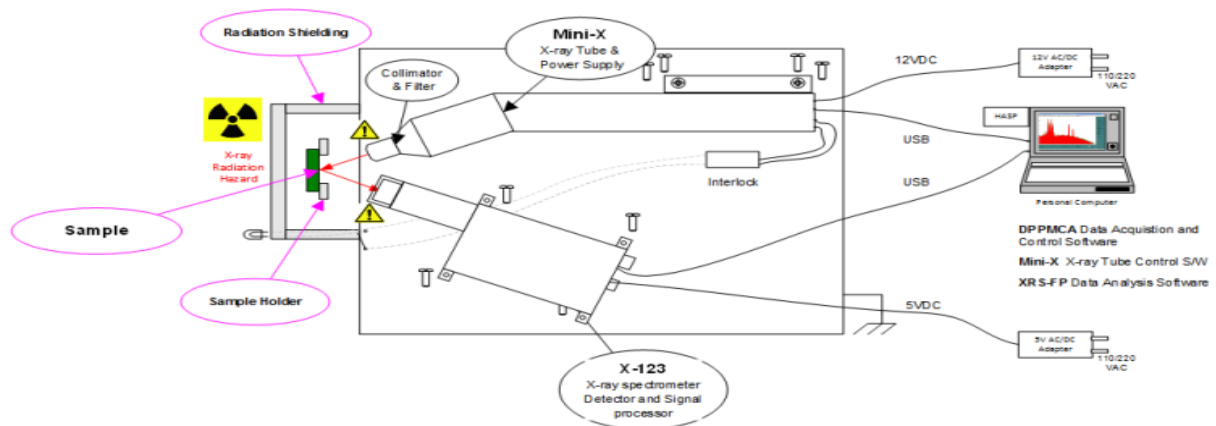 Radiation Shielding
Mini-X
X-ray Tube &
Power Supply
Collimator
& Filter
12VDC
12V AC/DC
Adapter
110/220
VAC
HASP
USB
X-ray
Radiation
Hazard
Interlock
USB
Personal Computer
Sample
DPPMCA Data Acquistion and
Control Software
Mini-X X-ray Tube Control S/W
XRS-FP Data Analysis Software
Sample Holder
5VDC
5V AC/DC
Adapter
110/220
VAC
X-123
X-ray spectrometer
Detector and Signal
processor